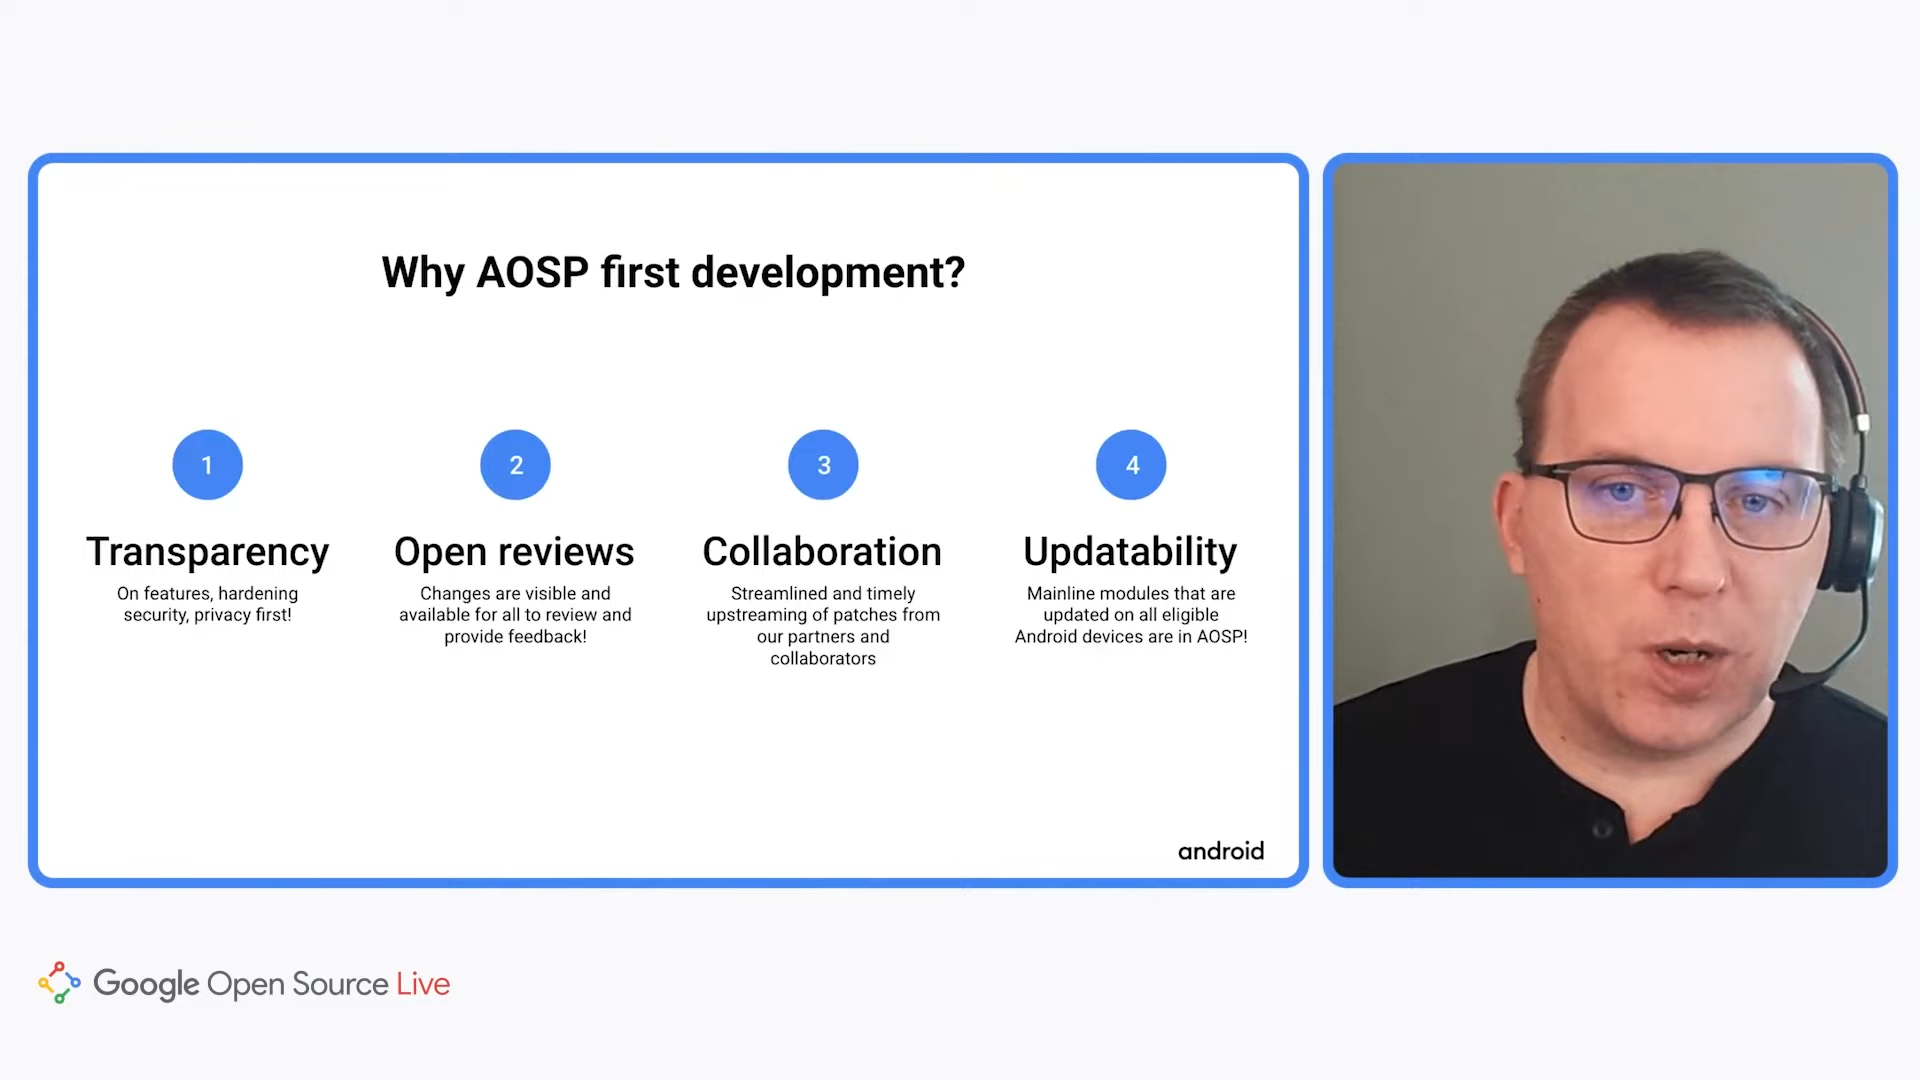 Why AOSP first development?
1
Transparency
On features, hardening
security, privacy first!
2
Open reviews
Changes are visible and
available for all to review and
provide feedback!
3
Collaboration
Streamlined and timely
upstreaming of patches from
our partners and
collaborators
4
Updatability
Mainline modules that are
updated on all eligible
Android devices are in AOSP!
android
Google Open Source Live